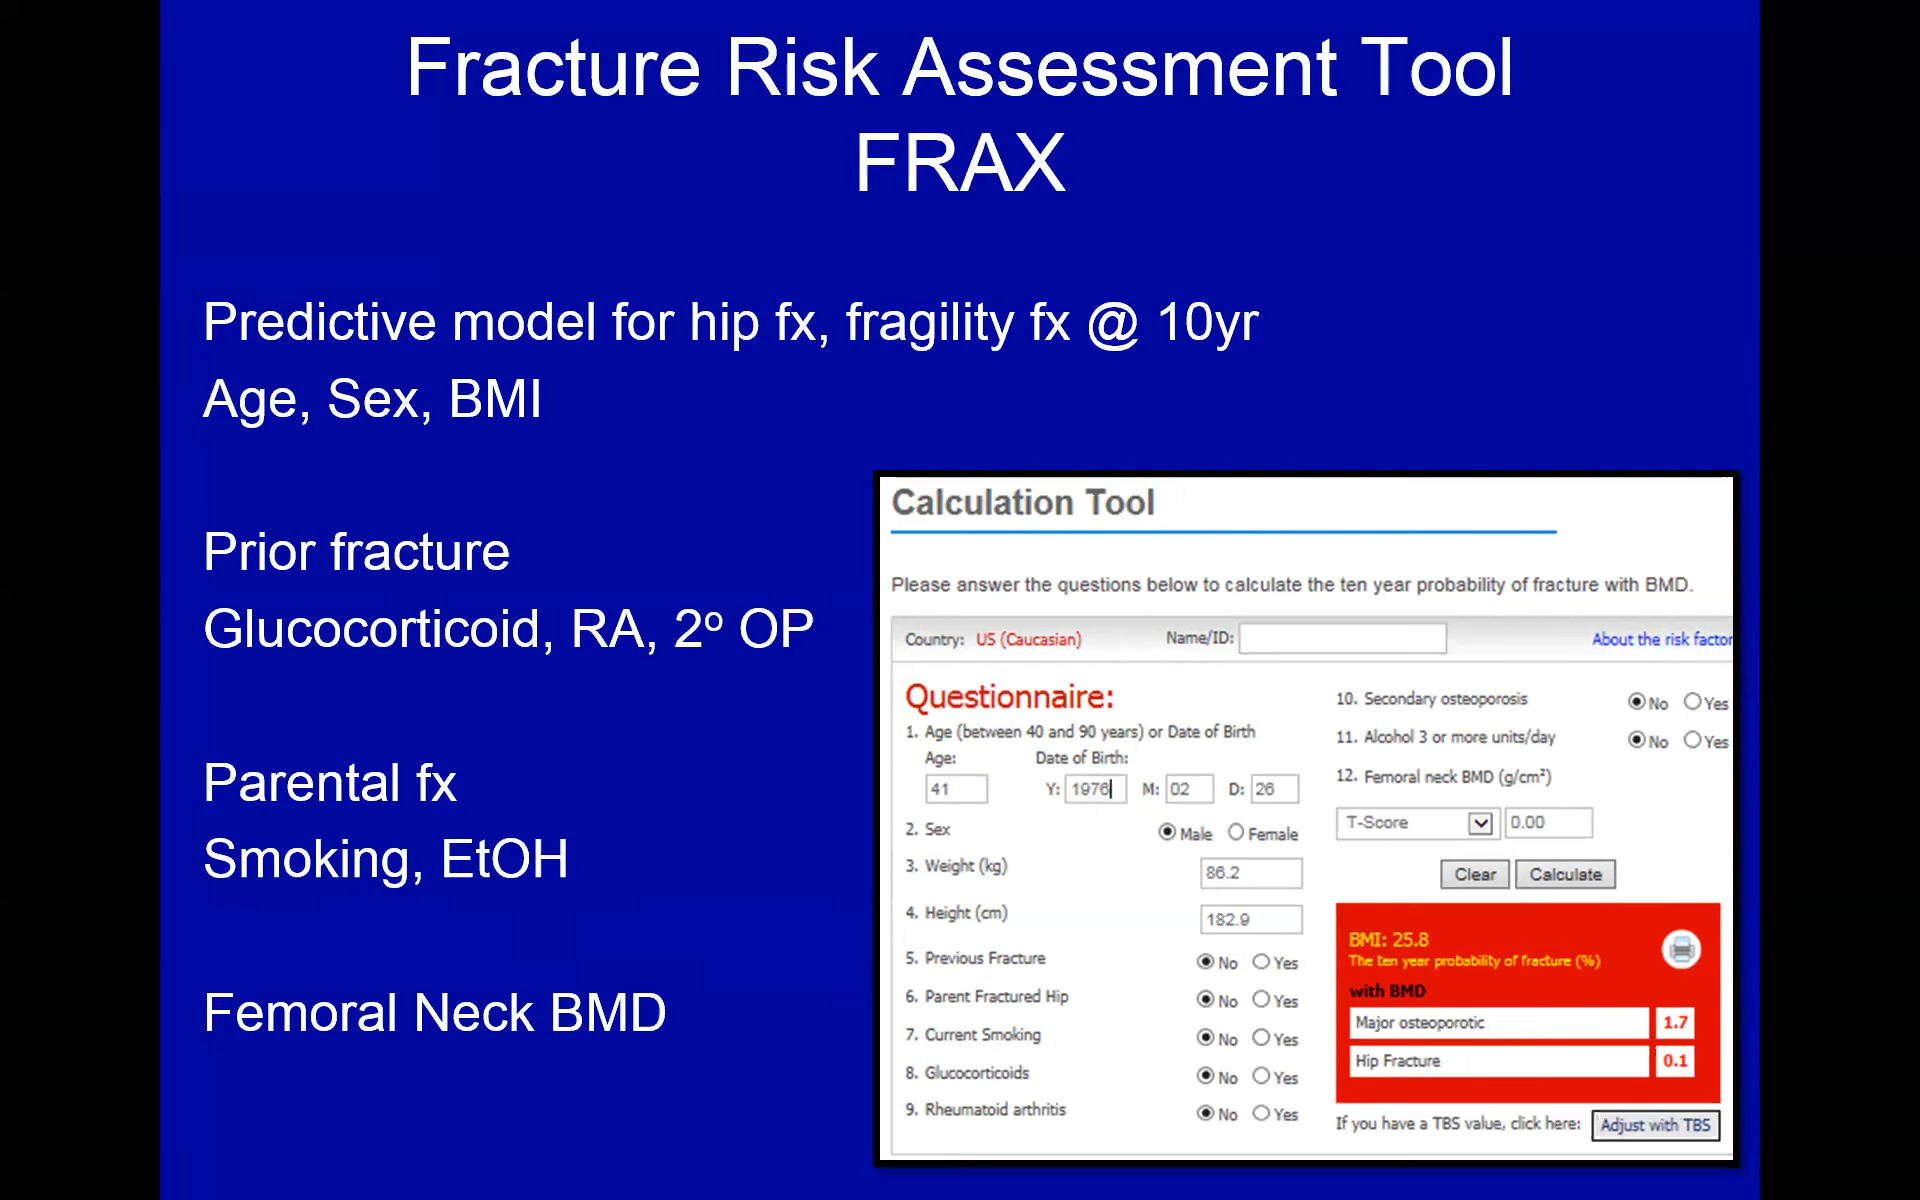 Fracture Risk Assessment Tool
FRAX
Predictive model for hip fx, fragility fx @ 10yr
Age, Sex, BMI
Prior fracture
Glucocorticoid, RA, 2º OP
Parental fx
Smoking, EtOH
Femoral Neck BMD
Calculation Tool
Please answer the questions below to calculate the ten year probability of fracture with BMD.
Country: US (Caucasian) Name/ID: About the risk factor
Questionnaire:
1. Age (between 40 and 90 years) or Date of Birth
Age: Date of Birth:
41 Y: 1976 M: 02 D: 26
2. Sex Male Female
3. Weight (kg) 86.2
4. Height (cm) 182.9
5. Previous Fracture No Yes
6. Parent Fractured Hip No Yes
7. Current Smoking No Yes
8. Glucocorticoids No Yes
9. Rheumatoid arthritis No Yes
10. Secondary osteoporosis No Yes
11. Alcohol 3 or more units/day No Yes
12. Femoral neck BMD (g/cm²)
T-Score 0.00
Clear Calculate
BMI: 25.8
The ten year probability of fracture (%)
with BMD
Major osteoporotic 1.7
Hip Fracture 0.1
If you have a TBS value, click here: Adjust with TBS